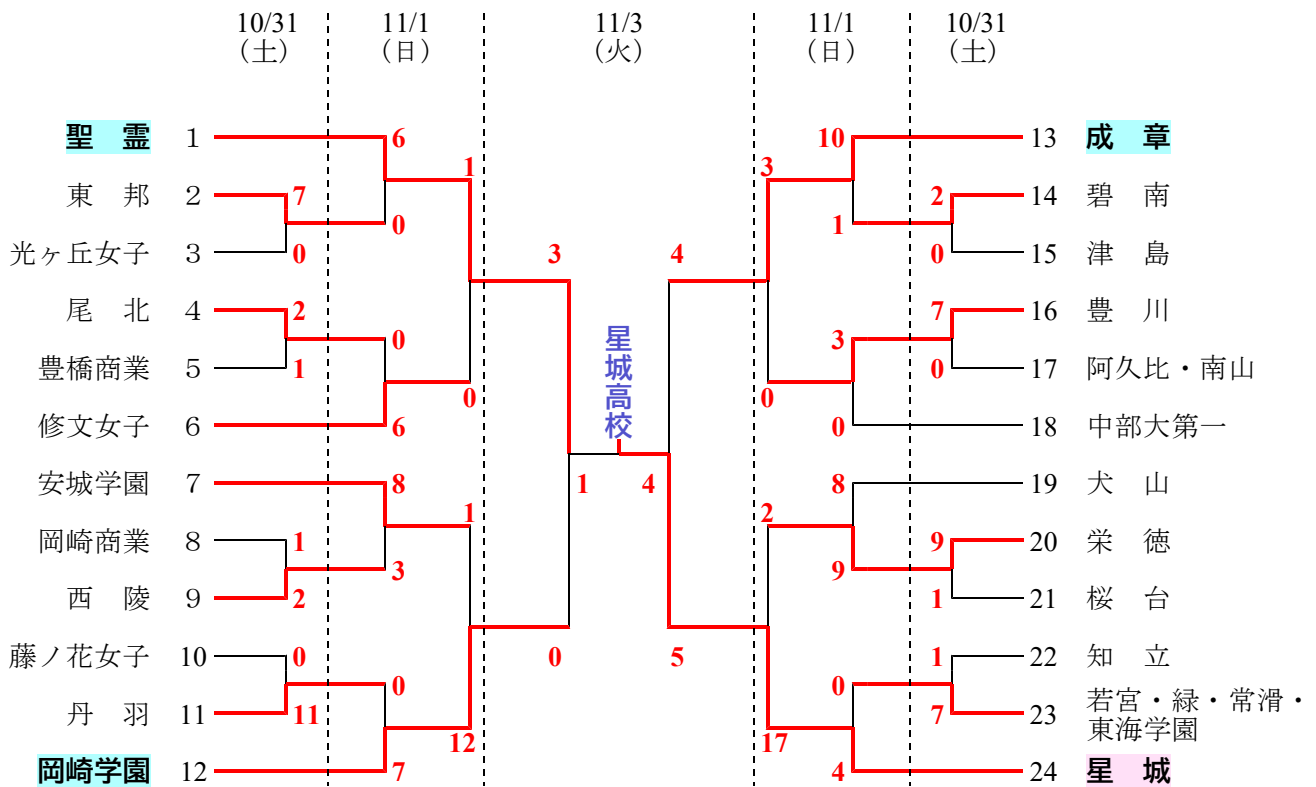 10/31 11/1 11/3 11/1 10/31
(土) (日) (火) (日) (土)
聖 霊 1 6 10 13 成 章
1 3
東 邦 2 7 2 14 碧 南
0 1
光ヶ丘女子 3 0 3 4 0 15 津 島
尾 北 4 2 7 16 豊 川
0 3
豊橋商業 5 1 0 17 阿久比・南山
0 0
修文女子 6 6 0 18 中部大第一
星城高校
安城学園 7 8 1 4 8 19 犬 山
1 2
岡崎商業 8 1 9 20 栄 徳
3 9
西 陵 9 2 1 21 桜 台
藤ノ花女子 10 0 0 5 1 22 知 立
0 0
丹 羽 11 11 7 23 若宮・緑・常滑・
東海学園
12 17
岡崎学園 12 7 4 24 星 城